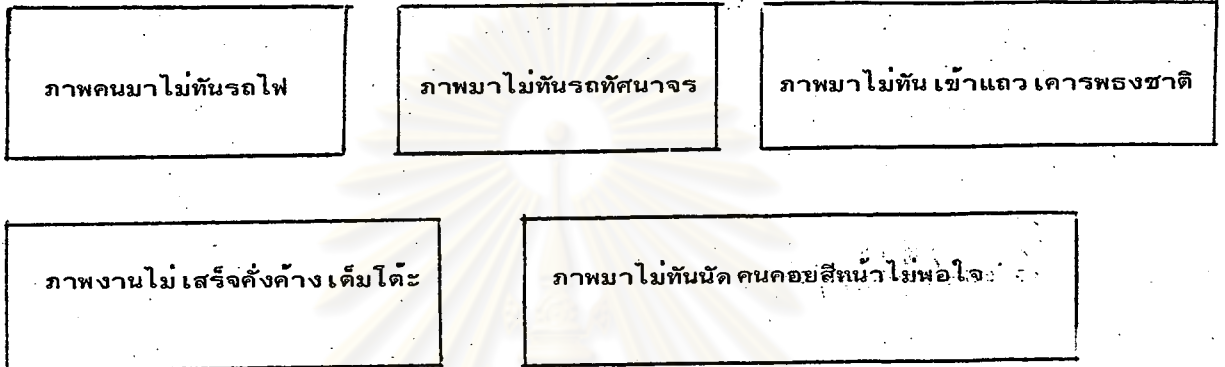 ภาพคนมาไม่ทันรถไฟ
ภาพมาไม่ทันรถทัศนาจร
ภาพมาไม่ทันเข้าแถวเคารพธงชาติ
ภาพงานไม่เสร็จคั่งค้างเต็มโต๊ะ
ภาพมาไม่ทันนัด คนคอยสีหน้าไม่พอใจ